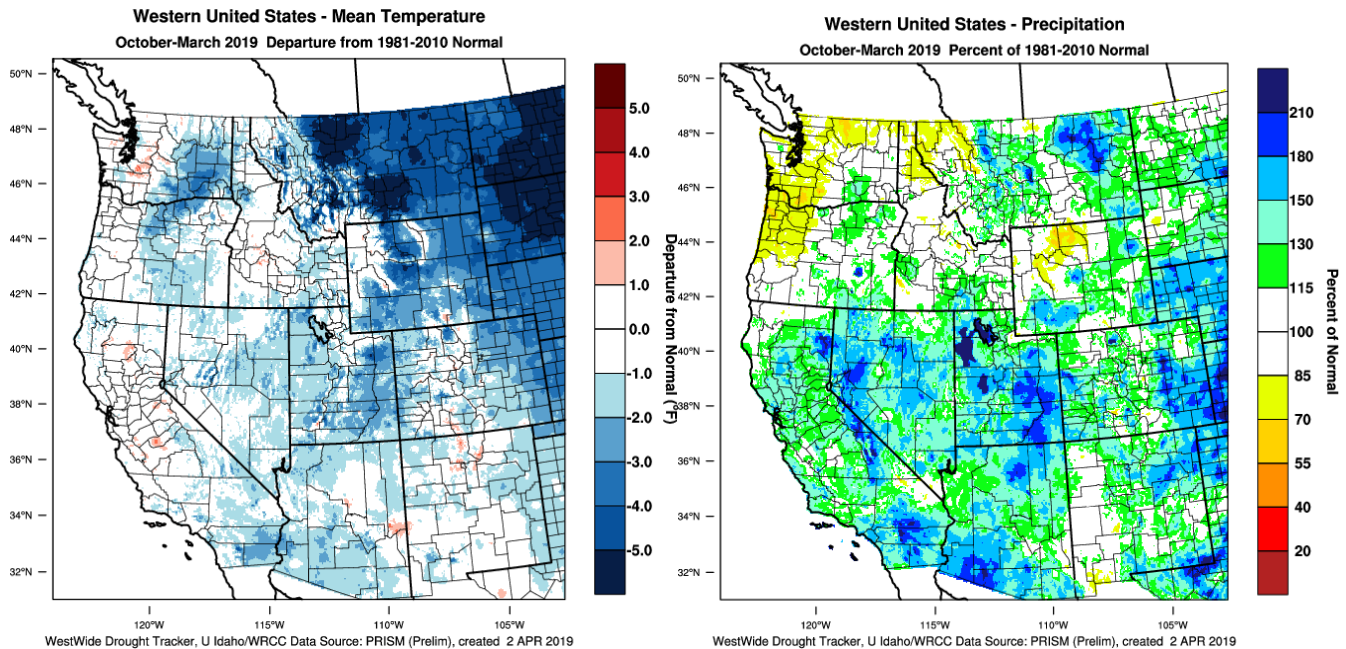 Western United States - Mean Temperature
October-March 2019 Departure from 1981-2010 Normal
50°N
48°N
46°N
44°N
42°N
40°N
38°N
36°N
34°N
32°N
120°W
115°W
110°W
105°W
5.0
4.0
3.0
2.0
1.0
0.0
-1.0
-2.0
-3.0
-4.0
-5.0
Departure from Normal (°F)
WestWide Drought Tracker, U Idaho/WRCC Data Source: PRISM (Prelim), created 2 APR 2019
Western United States - Precipitation
October-March 2019 Percent of 1981-2010 Normal
50°N
48°N
46°N
44°N
42°N
40°N
38°N
36°N
34°N
32°N
120°W
115°W
110°W
105°W
210
180
150
130
115
100
85
70
55
40
20
Percent of Normal
WestWide Drought Tracker, U Idaho/WRCC Data Source: PRISM (Prelim), created 2 APR 2019